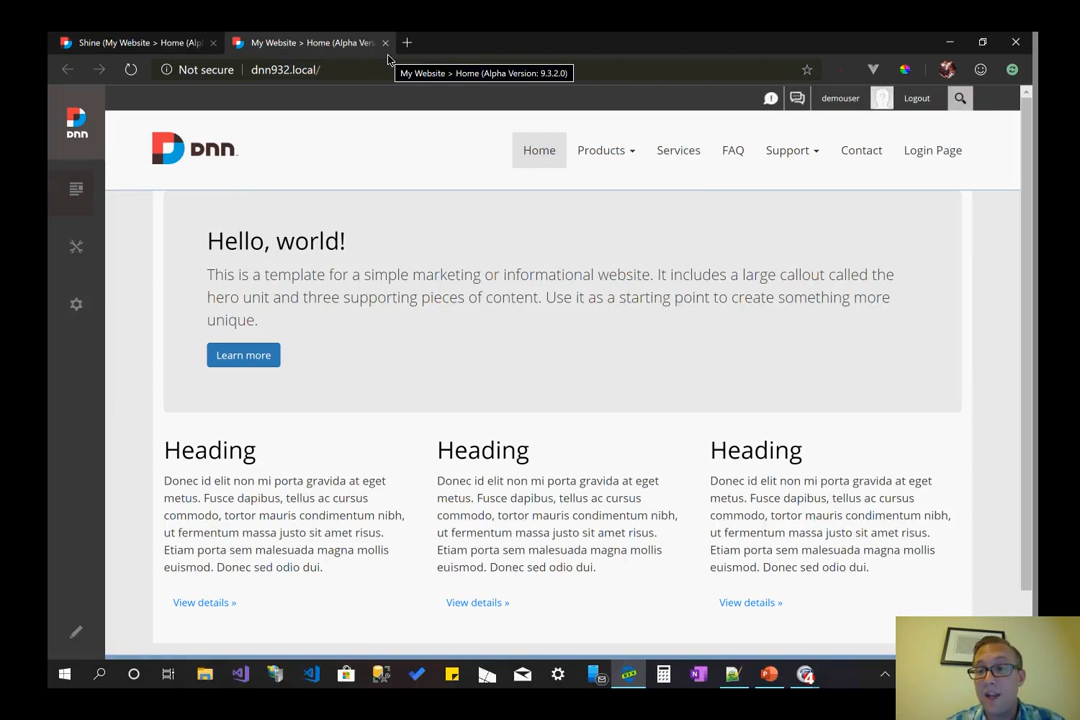 Shine (My Website > Home (Alpl
My Website > Home (Alpha Ver
Not secure
dnn932.local/
My Website > Home (Alpha Version: 9.3.2.0)
DNN
demouser
Logout
DNN
Home
Products
Services
FAQ
Support
Contact
Login Page
Hello, world!
This is a template for a simple marketing or informational website. It includes a large callout called the
hero unit and three supporting pieces of content. Use it as a starting point to create something more
unique.
Learn more
Heading
Donec id elit non mi porta gravida at eget
metus. Fusce dapibus, tellus ac cursus
commodo, tortor mauris condimentum nibh,
ut fermentum massa justo sit amet risus.
Etiam porta sem malesuada magna mollis
euismod. Donec sed odio dui.
View details »
Heading
Donec id elit non mi porta gravida at eget
metus. Fusce dapibus, tellus ac cursus
commodo, tortor mauris condimentum nibh,
ut fermentum massa justo sit amet risus.
Etiam porta sem malesuada magna mollis
euismod. Donec sed odio dui.
View details »
Heading
Donec id elit non mi porta gravida at eget
metus. Fusce dapibus, tellus ac cursus
commodo, tortor mauris condimentum nibh,
ut fermentum massa justo sit amet risus.
Etiam porta sem malesuada magna mollis
euismod. Donec sed odio dui.
View details »